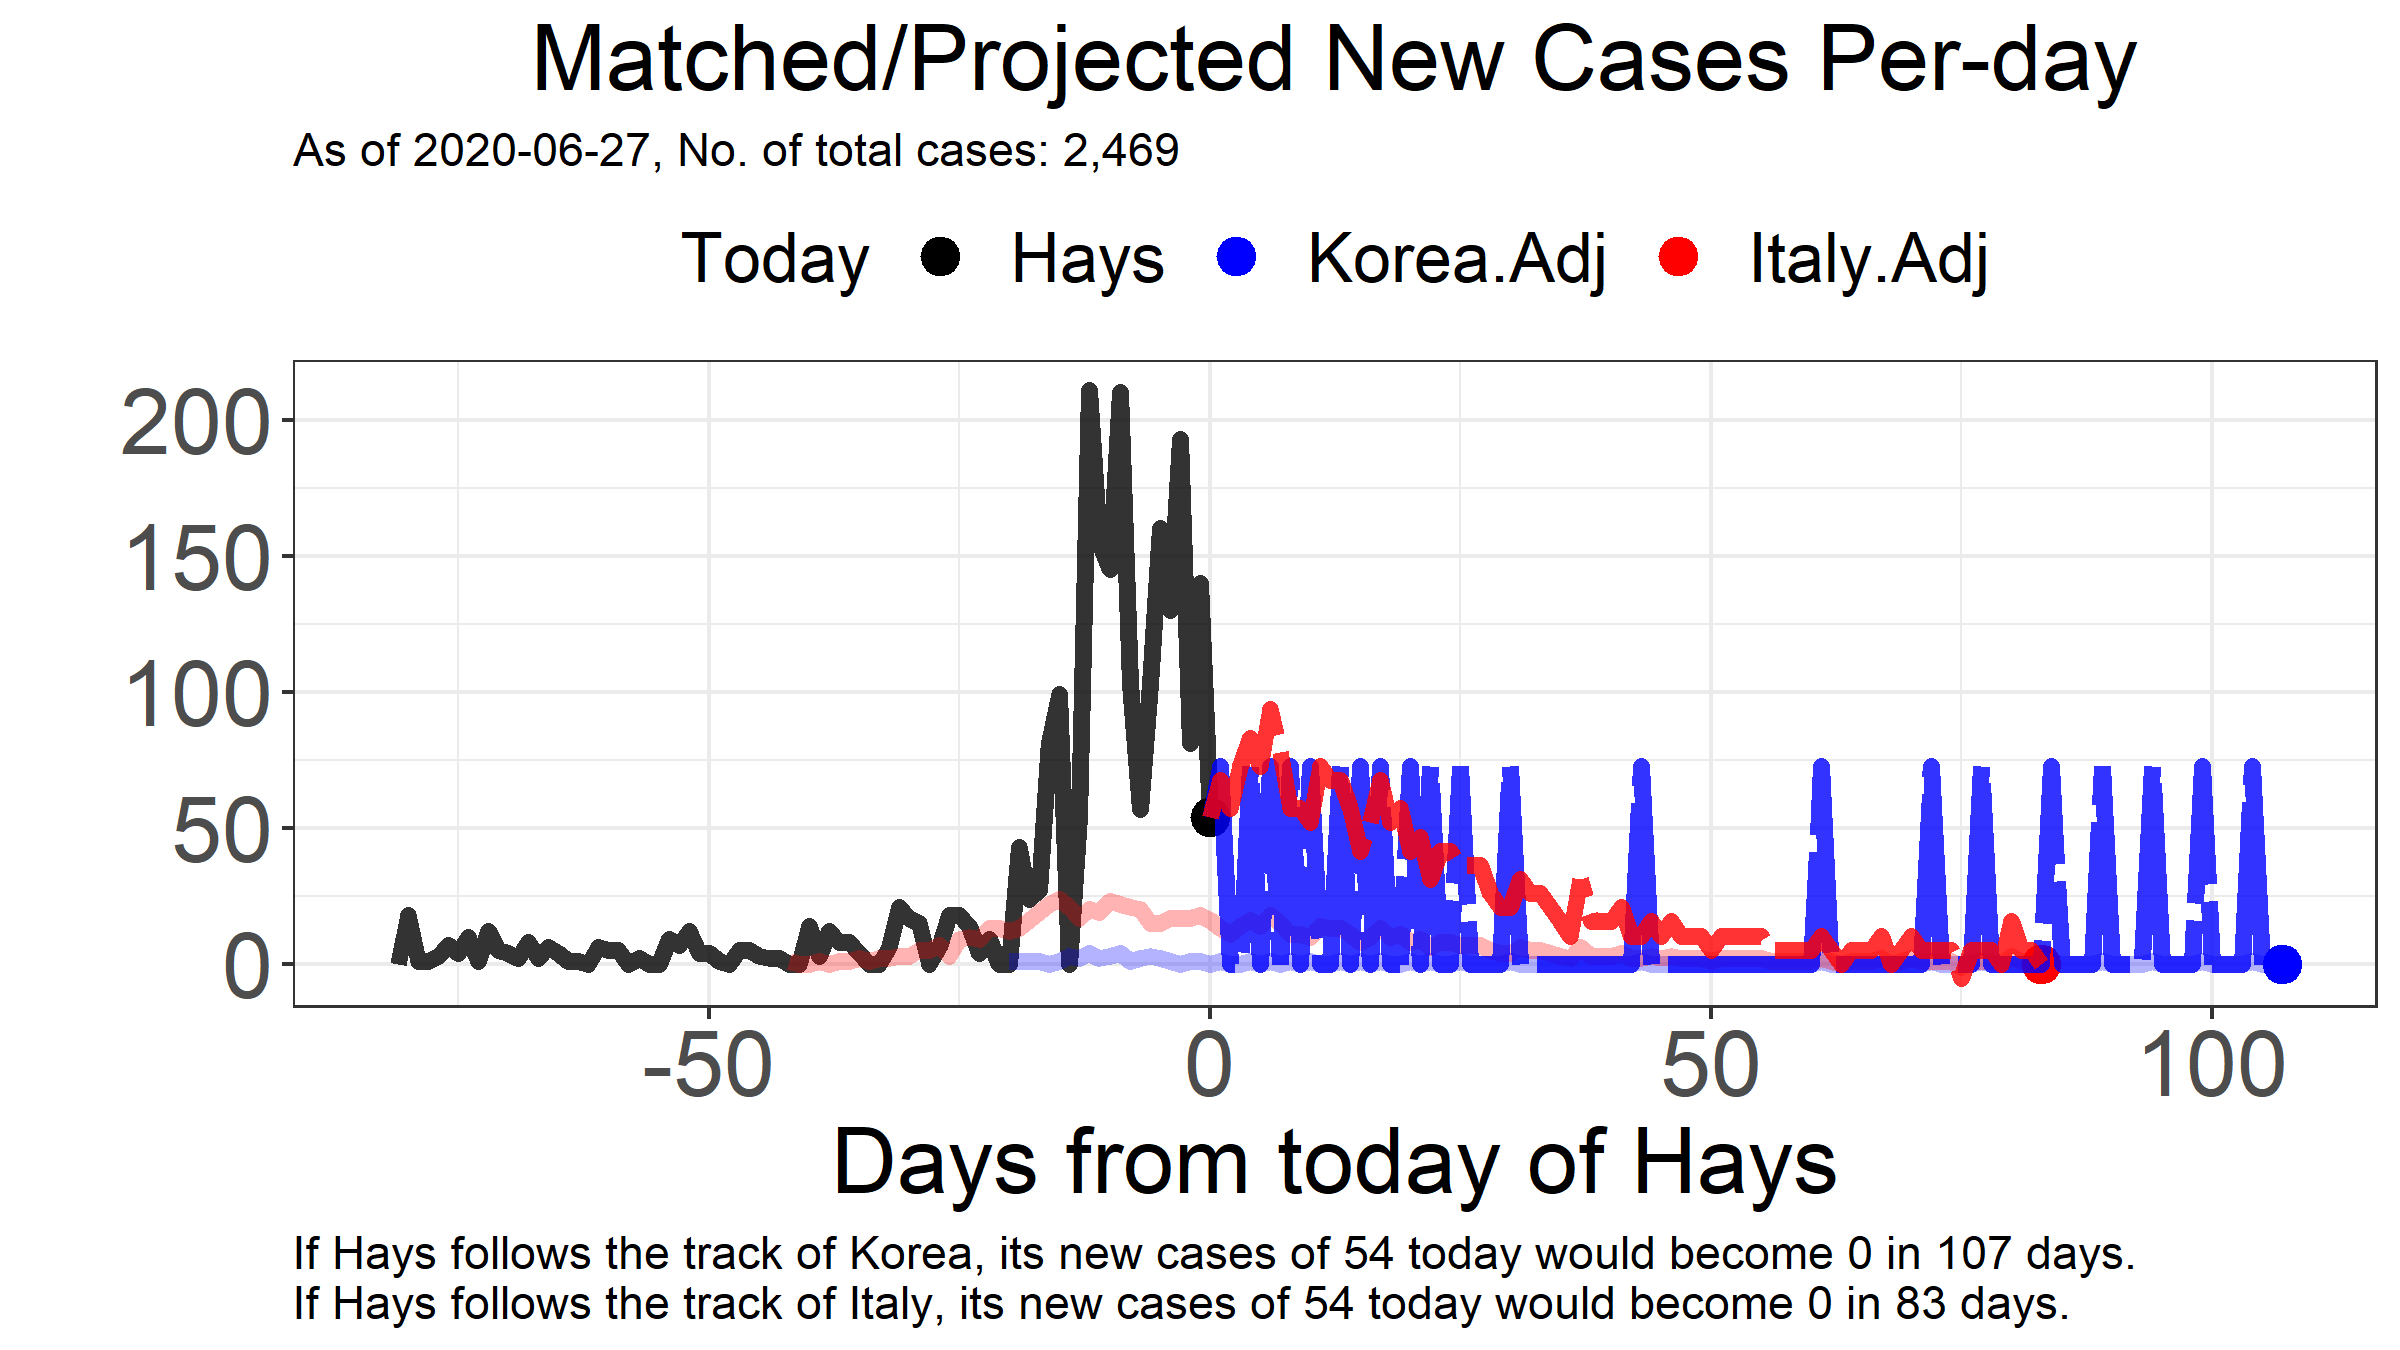 Matched/Projected New Cases Per-day
As of 2020-06-27, No. of total cases: 2,469
Today Hays Korea.Adj Italy.Adj
200
150
100
50
0
-50 0 50 100
Days from today of Hays
If Hays follows the track of Korea, its new cases of 54 today would become 0 in 107 days.
If Hays follows the track of Italy, its new cases of 54 today would become 0 in 83 days.